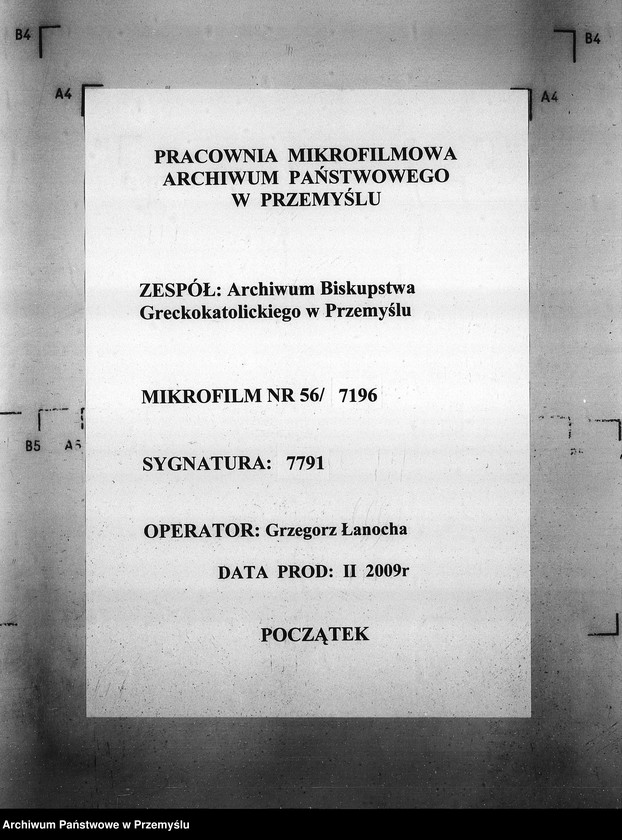 B4
B4
A4
A4
PRACOWNIA MIKROFILMOWA
ARCHIWUM PAŃSTWOWEGO
W PRZEMYŚLU
ZESPÓŁ: Archiwum Biskupstwa
Greckokatolickiego w Przemyślu
MIKROFILM NR 56/ 7196
B5 A5
SYGNATURA: 7791
OPERATOR: Grzegorz Łanocha
DATA PROD: II 2009r
POCZĄTEK
Archiwum Państwowe w Przemyślu